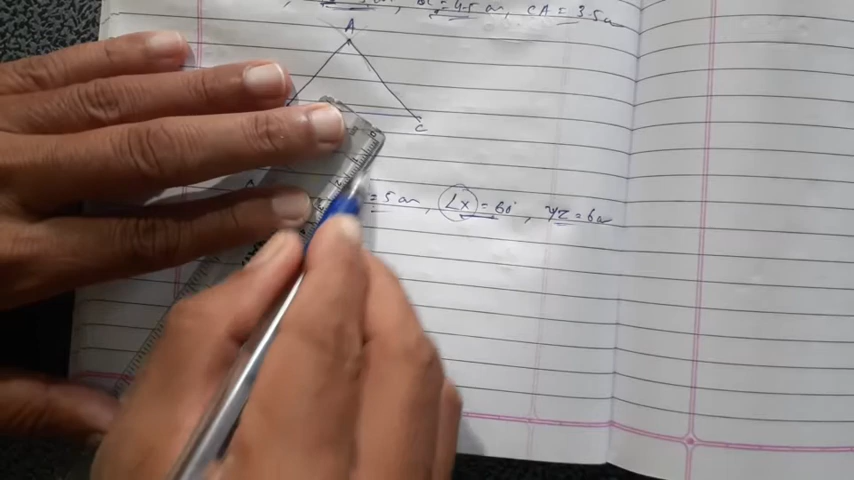 BC = 4.5 cm, CA = 3.5 cm
A
C
= 5 cm, ∠X = 60°, YZ = 6 cm